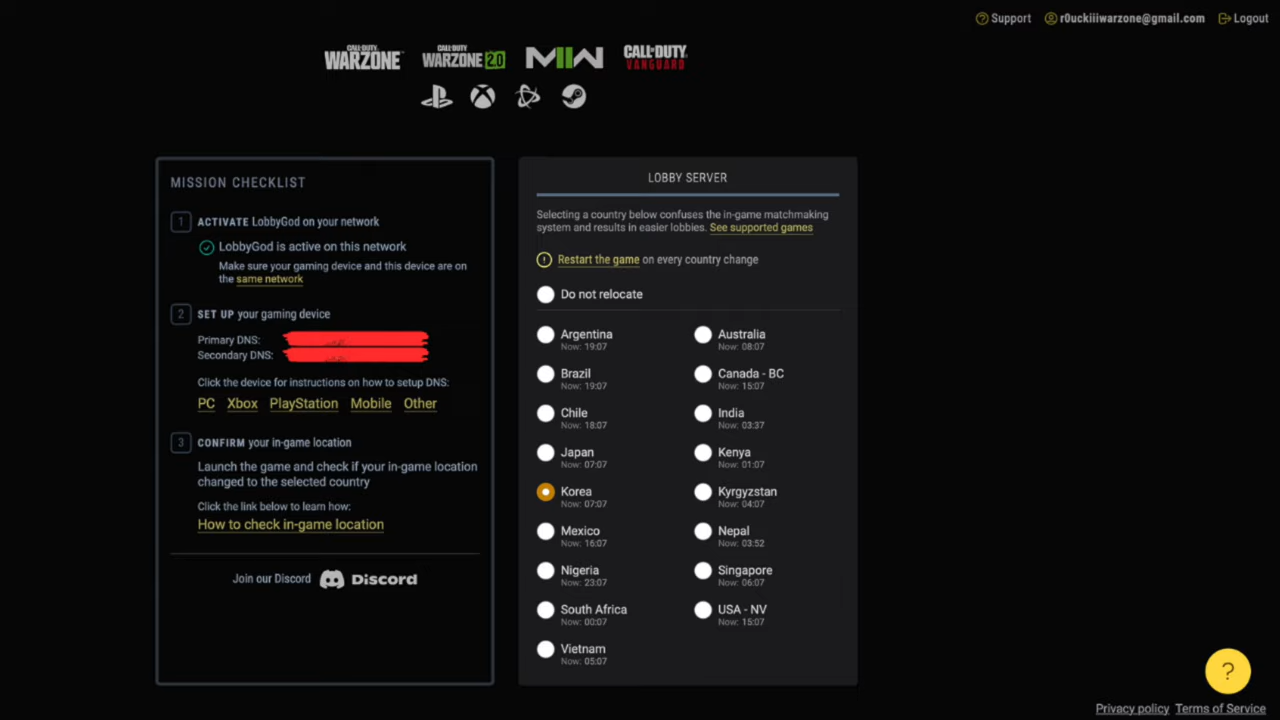 Support
r0uckiiiwarzone@gmail.com
Logout
CALL OF DUTY
WARZONE
CALL OF DUTY
WARZONE 2.0
MW
CALL OF DUTY
VANGUARD
MISSION CHECKLIST
1 ACTIVATE LobbyGod on your network
LobbyGod is active on this network
Make sure your gaming device and this device are on
the same network
2 SET UP your gaming device
Primary DNS:
Secondary DNS:
Click the device for instructions on how to setup DNS:
PC Xbox PlayStation Mobile Other
3 CONFIRM your in-game location
Launch the game and check if your in-game location
changed to the selected country
Click the link below to learn how:
How to check in-game location
Join our Discord Discord
LOBBY SERVER
Selecting a country below confuses the in-game matchmaking
system and results in easier lobbies. See supported games
! Restart the game on every country change
Do not relocate
Argentina
Now: 19:07
Australia
Now: 08:07
Brazil
Now: 19:07
Canada - BC
Now: 15:07
Chile
Now: 18:07
India
Now: 03:37
Japan
Now: 07:07
Kenya
Now: 01:07
Korea
Now: 07:07
Kyrgyzstan
Now: 04:07
Mexico
Now: 16:07
Nepal
Now: 03:52
Nigeria
Now: 23:07
Singapore
Now: 06:07
South Africa
Now: 00:07
USA - NV
Now: 15:07
Vietnam
Now: 05:07
?
Privacy policy Terms of Service